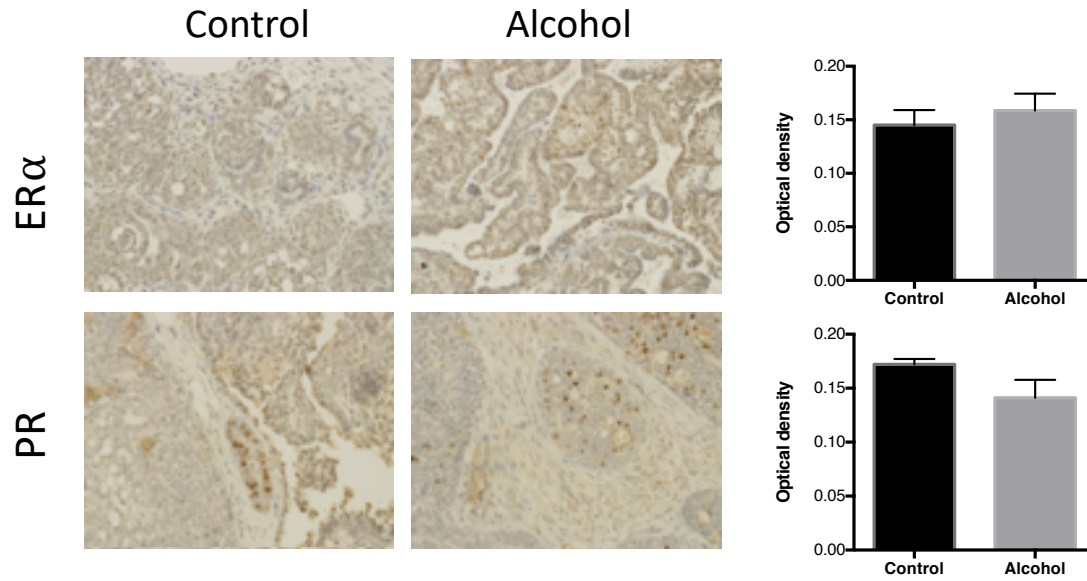 Control Alcohol
ERα
0.20
0.15
0.10
0.05
0.00
Optical density
Control Alcohol
PR
0.20
0.15
0.10
0.05
0.00
Optical density
Control Alcohol